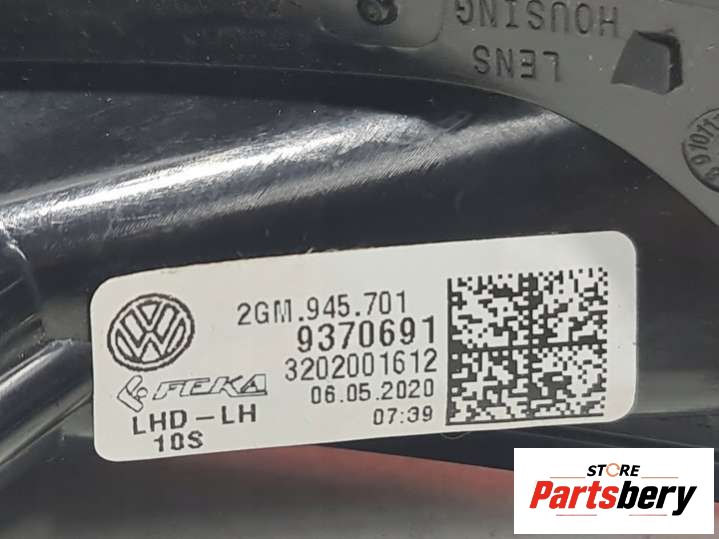 LENS
HOUSING
2GM.945.701
9370691
3202001612
06.05.2020
07:39
FEKA
LHD-LH
10S
STORE
Partsbery